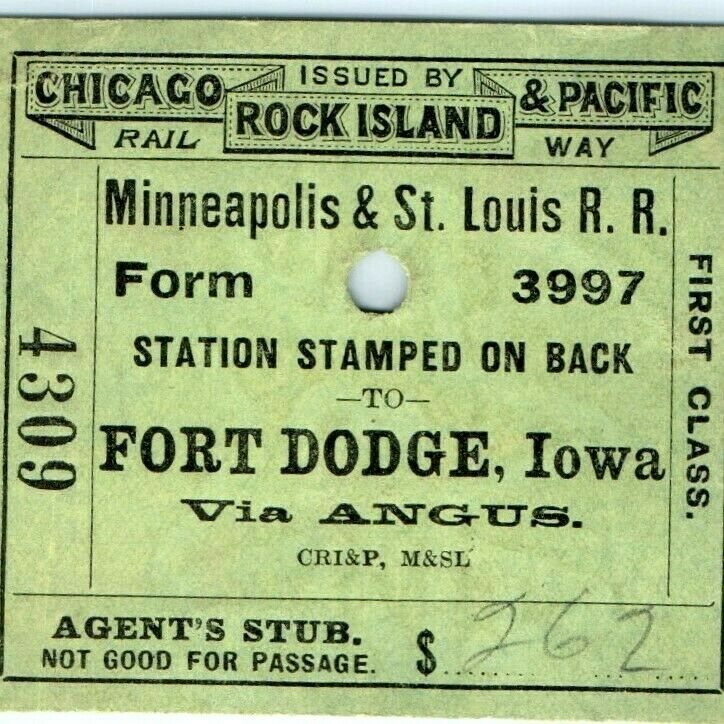 ISSUED BY
CHICAGO ROCK ISLAND & PACIFIC
RAIL WAY
Minneapolis & St. Louis R. R.
Form 3997
STATION STAMPED ON BACK
—TO—
FORT DODGE, Iowa
Via ANGUS.
CRI&P, M&SL
4309
FIRST CLASS.
AGENT'S STUB.
NOT GOOD FOR PASSAGE.
$ 262